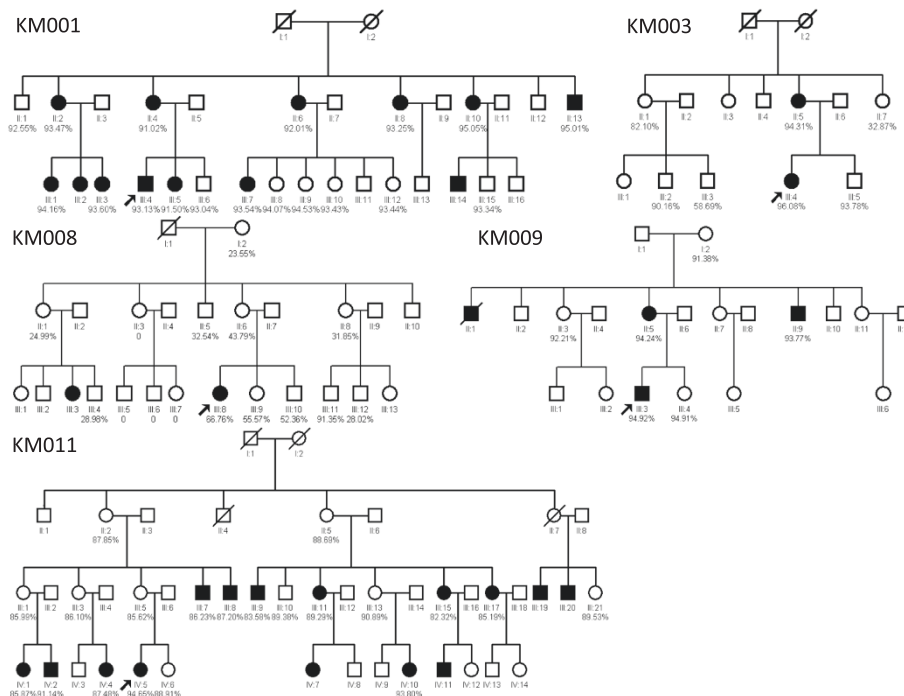 KM001
KM003
I:1 I:2
I:1 I:2
II:1 II:2 II:3 II:4 II:5 II:6 II:7 II:8 II:9 II:10 II:11 II:12 II:13
92.55% 93.47% 91.02% 92.01% 93.25% 95.05% 95.01%
II:1 II:2 II:3 II:4 II:5 II:6 II:7
82.10% 94.31% 32.87%
III:1 III:2 III:3 III:4 III:5 III:6 III:7 III:8 III:9 III:10 III:11 III:12 III:13 III:14 III:15 III:16
94.16% 93.60% 93.13% 91.50% 93.04% 93.54% 94.07% 94.53% 93.43% 93.44% 93.34%
III:1 III:2 III:3 III:4 III:5
90.16% 58.69% 96.08% 93.78%
KM008
KM009
I:1 I:2
23.55%
I:1 I:2
91.38%
II:1 II:2 II:3 II:4 II:5 II:6 II:7 II:8 II:9 II:10
24.99% 0 32.54% 43.79% 31.85%
II:1 II:2 II:3 II:4 II:5 II:6 II:7 II:8 II:9 II:10 II:11
92.21% 94.24% 93.77%
III:1 III:2 III:3 III:4 III:5 III:6 III:7 III:8 III:9 III:10 III:11 III:12 III:13
28.98% 0 0 0 66.76% 55.57% 52.36% 91.35% 28.02%
III:1 III:2 III:3 III:4 III:5 III:6
94.92% 94.91%
KM011
I:1 I:2
II:1 II:2 II:3 II:4 II:5 II:6 II:7 II:8
87.85% 88.69%
III:1 III:2 III:3 III:4 III:5 III:6 III:7 III:8 III:9 III:10 III:11 III:12 III:13 III:14 III:15 III:16 III:17 III:18 III:19 III:20 III:21
85.99% 86.10% 85.62% 86.23% 87.20% 83.58% 89.38% 89.29% 90.89% 82.32% 85.19% 89.53%
IV:1 IV:2 IV:3 IV:4 IV:5 IV:6 IV:7 IV:8 IV:9 IV:10 IV:11 IV:12 IV:13 IV:14
85.87% 91.14% 87.48% 94.65% 88.91% 93.80%